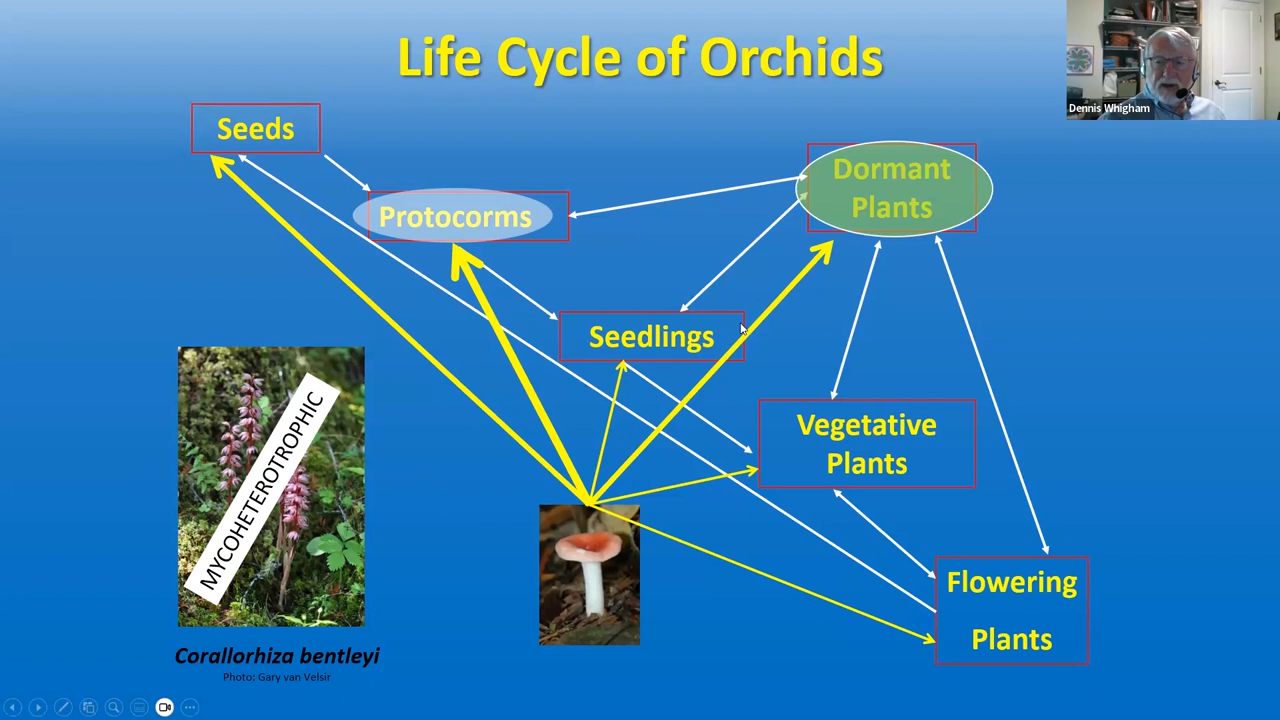 Life Cycle of Orchids
Dennis Whigham
Seeds
Dormant
Plants
Protocorms
Seedlings
Vegetative
Plants
MYCOHETEROTROPHIC
Flowering
Plants
Corallorhiza bentleyi
Photo: Gary van Velsir